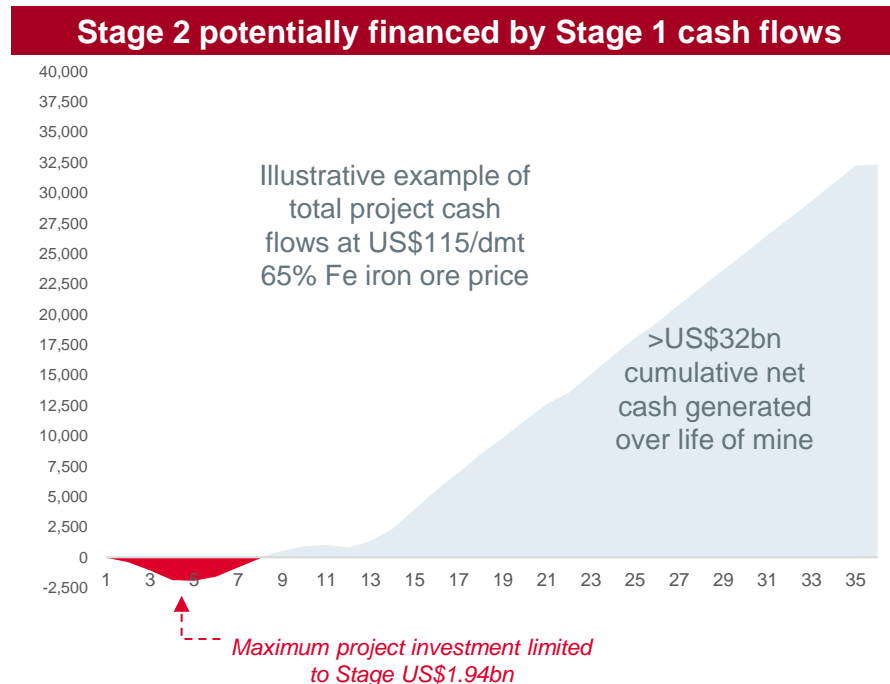 Stage 2 potentially financed by Stage 1 cash flows
40,000
37,500
35,000
32,500
30,000
27,500
25,000
22,500
20,000
17,500
15,000
12,500
10,000
7,500
5,000
2,500
0
-2,500
Illustrative example of
total project cash
flows at US$115/dmt
65% Fe iron ore price
>US$32bn
cumulative net
cash generated
over life of mine
1 3 5 7 9 11 13 15 17 19 21 23 25 27 29 31 33 35
Maximum project investment limited
to Stage US$1.94bn